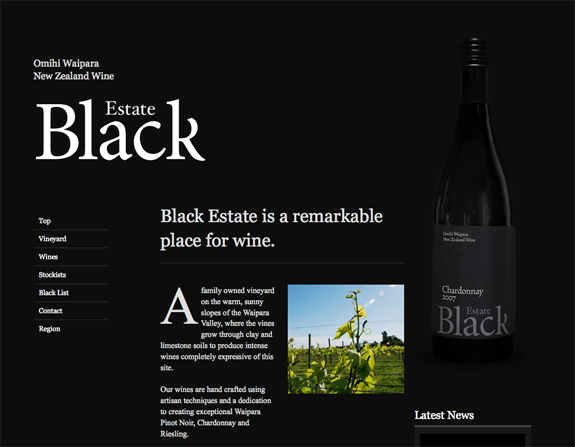 Omihi Waipara
New Zealand Wine
Estate
Black
Top
Vineyard
Wines
Stockists
Black List
Contact
Region
Black Estate is a remarkable
place for wine.
A family owned vineyard
on the warm, sunny
slopes of the Waipara
Valley, where the vines
grow through clay and
limestone soils to produce intense
wines completely expressive of this
site.
Our wines are hand crafted using
artisan techniques and a dedication
to creating exceptional Waipara
Pinot Noir, Chardonnay and
Riesling.
Omihi Waipara
New Zealand Wine
Chardonnay
2007
Estate
Black
Latest News